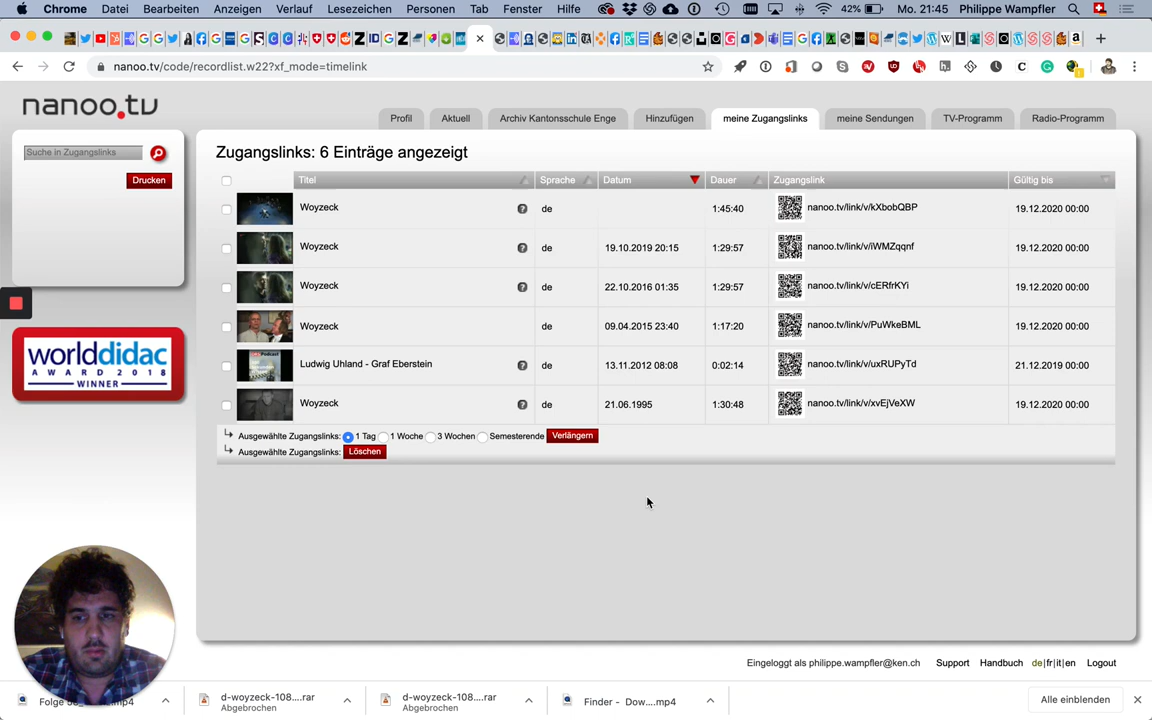 Chrome Datei Bearbeiten Anzeigen Verlauf Lesezeichen Personen Tab Fenster Hilfe 42% Mo. 21:45 Philippe Wampfler
nanoo.tv/code/recordlist.w22?xf_mode=timelink
nanoo.tv
Profil Aktuell Archiv Kantonsschule Enge Hinzufügen meine Zugangslinks meine Sendungen TV-Programm Radio-Programm
Suche in Zugangslinks
Drucken
Zugangslinks: 6 Einträge angezeigt
Titel Sprache Datum Dauer Zugangslink Gültig bis
Woyzeck de 1:45:40 nanoo.tv/link/v/kXbobQBP 19.12.2020 00:00
Woyzeck de 19.10.2019 20:15 1:29:57 nanoo.tv/link/v/iWMZqqnf 19.12.2020 00:00
Woyzeck de 22.10.2016 01:35 1:29:57 nanoo.tv/link/v/cERfrKYi 19.12.2020 00:00
Woyzeck de 09.04.2015 23:40 1:17:20 nanoo.tv/link/v/PuWkeBML 19.12.2020 00:00
Ludwig Uhland - Graf Eberstein de 13.11.2012 08:08 0:02:14 nanoo.tv/link/v/uxRUPyTd 21.12.2019 00:00
Woyzeck de 21.06.1995 1:30:48 nanoo.tv/link/v/xvEjVeXW 19.12.2020 00:00
Ausgewählte Zugangslinks: 1 Tag 1 Woche 3 Wochen Semesterende Verlängern
Ausgewählte Zugangslinks: Löschen
worlddidac
AWARD 2018
WINNER
Eingeloggt als philippe.wampfler@ken.ch Support Handbuch de|fr|it|en Logout
Folge mp4 d-woyzeck-108....rar d-woyzeck-108....rar Finder - Dow....mp4 Alle einblenden
Abgebrochen Abgebrochen